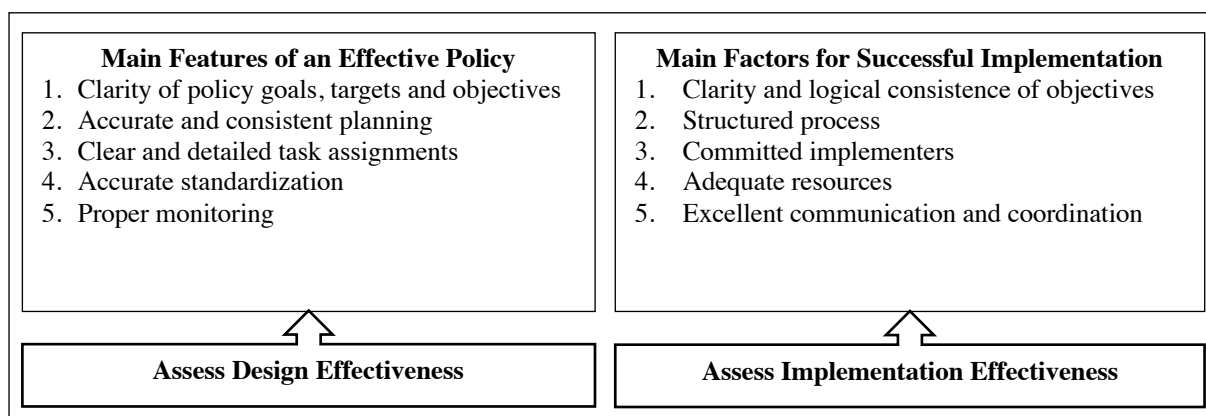 Main Features of an Effective Policy
1. Clarity of policy goals, targets and objectives
2. Accurate and consistent planning
3. Clear and detailed task assignments
4. Accurate standardization
5. Proper monitoring
Assess Design Effectiveness
Main Factors for Successful Implementation
1. Clarity and logical consistence of objectives
2. Structured process
3. Committed implementers
4. Adequate resources
5. Excellent communication and coordination
Assess Implementation Effectiveness